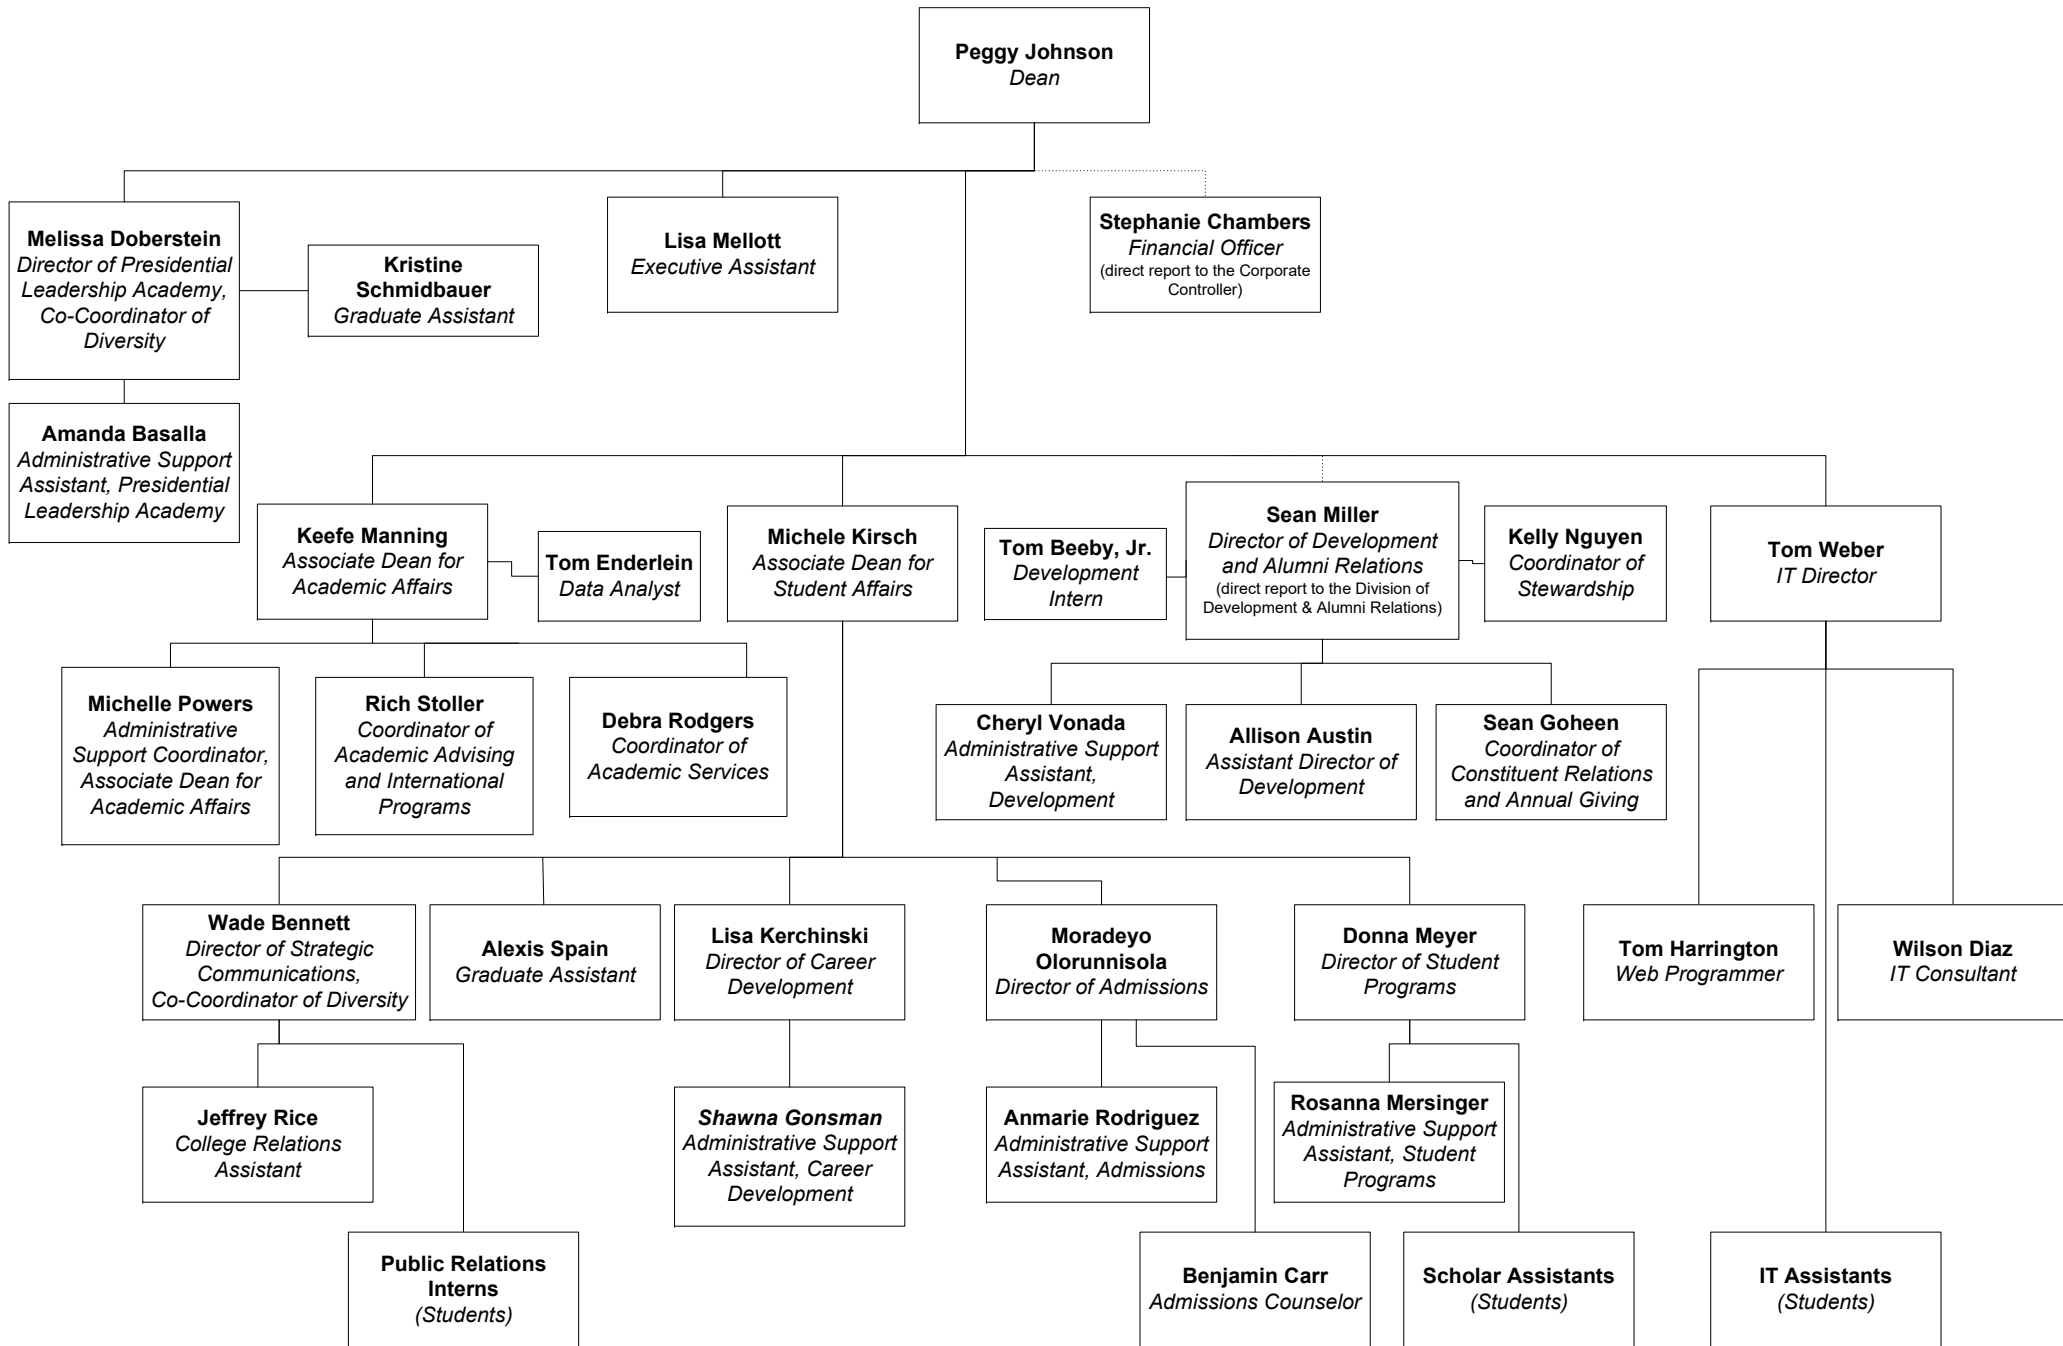 Peggy Johnson
Dean
Melissa Doberstein
Director of Presidential
Leadership Academy,
Co-Coordinator of
Diversity
Kristine
Schmidbauer
Graduate Assistant
Lisa Mellott
Executive Assistant
Stephanie Chambers
Financial Officer
(direct report to the Corporate
Controller)
Amanda Basalla
Administrative Support
Assistant, Presidential
Leadership Academy
Keefe Manning
Associate Dean for
Academic Affairs
Tom Enderlein
Data Analyst
Michele Kirsch
Associate Dean for
Student Affairs
Tom Beeby, Jr.
Development
Intern
Sean Miller
Director of Development
and Alumni Relations
(direct report to the Division of
Development & Alumni Relations)
Kelly Nguyen
Coordinator of
Stewardship
Tom Weber
IT Director
Michelle Powers
Administrative
Support Coordinator,
Associate Dean for
Academic Affairs
Rich Stoller
Coordinator of
Academic Advising
and International
Programs
Debra Rodgers
Coordinator of
Academic Services
Cheryl Vonada
Administrative Support
Assistant,
Development
Allison Austin
Assistant Director of
Development
Sean Goheen
Coordinator of
Constituent Relations
and Annual Giving
Wade Bennett
Director of Strategic
Communications,
Co-Coordinator of Diversity
Alexis Spain
Graduate Assistant
Lisa Kerchinski
Director of Career
Development
Moradeyo
Olorunnisola
Director of Admissions
Donna Meyer
Director of Student
Programs
Tom Harrington
Web Programmer
Wilson Diaz
IT Consultant
Jeffrey Rice
College Relations
Assistant
Shawna Gonsman
Administrative Support
Assistant, Career
Development
Anmarie Rodriguez
Administrative Support
Assistant, Admissions
Rosanna Mersinger
Administrative Support
Assistant, Student
Programs
Public Relations
Interns
(Students)
Benjamin Carr
Admissions Counselor
Scholar Assistants
(Students)
IT Assistants
(Students)